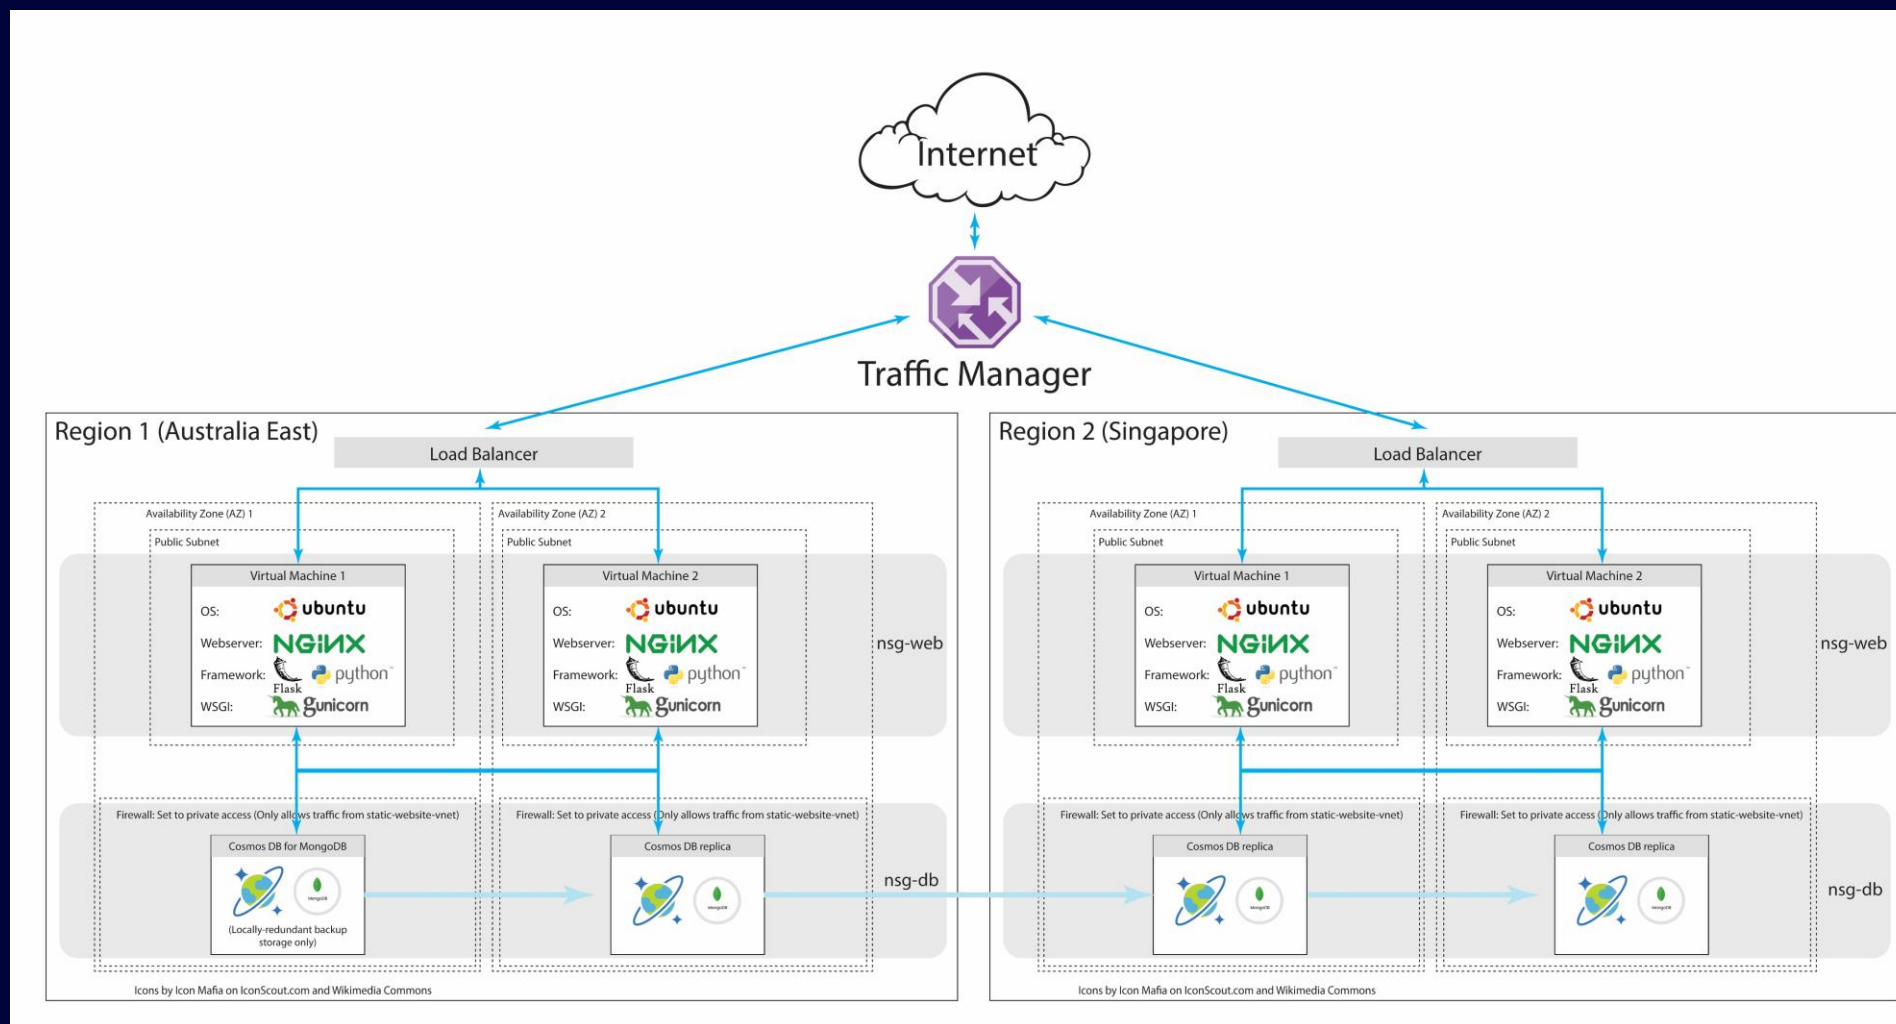 Internet
Traffic Manager
Region 1 (Australia East)
Load Balancer
Availability Zone (AZ) 1
Availability Zone (AZ) 2
Public Subnet
Public Subnet
Virtual Machine 1
OS: ubuntu
Webserver: NGINX
Framework: Flask python™
WSGI: gunicorn
Virtual Machine 2
OS: ubuntu
Webserver: NGINX
Framework: Flask python™
WSGI: gunicorn
nsg-web
Firewall: Set to private access (Only allows traffic from static-website-vnet)
Firewall: Set to private access (Only allows traffic from static-website-vnet)
Cosmos DB for MongoDB
MongoDB
(Locally-redundant backup
storage only)
Cosmos DB replica
MongoDB
nsg-db
Icons by Icon Mafia on IconScout.com and Wikimedia Commons
Region 2 (Singapore)
Load Balancer
Availability Zone (AZ) 1
Availability Zone (AZ) 2
Public Subnet
Public Subnet
Virtual Machine 1
OS: ubuntu
Webserver: NGINX
Framework: Flask python™
WSGI: gunicorn
Virtual Machine 2
OS: ubuntu
Webserver: NGINX
Framework: Flask python™
WSGI: gunicorn
nsg-web
Firewall: Set to private access (Only allows traffic from static-website-vnet)
Firewall: Set to private access (Only allows traffic from static-website-vnet)
Cosmos DB replica
MongoDB
Cosmos DB replica
MongoDB
nsg-db
Icons by Icon Mafia on IconScout.com and Wikimedia Commons